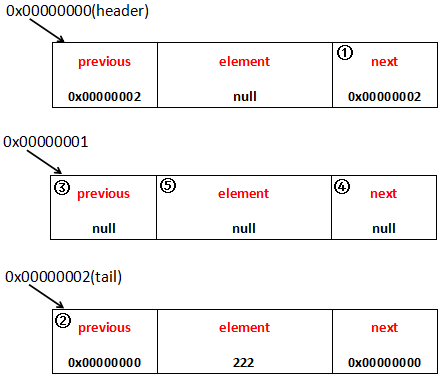 0x00000000(header)
previous element ① next
0x00000002 null 0x00000002
0x00000001
③ previous ⑤ element ④ next
null null null
0x00000002(tail)
② previous element next
0x00000000 222 0x00000000